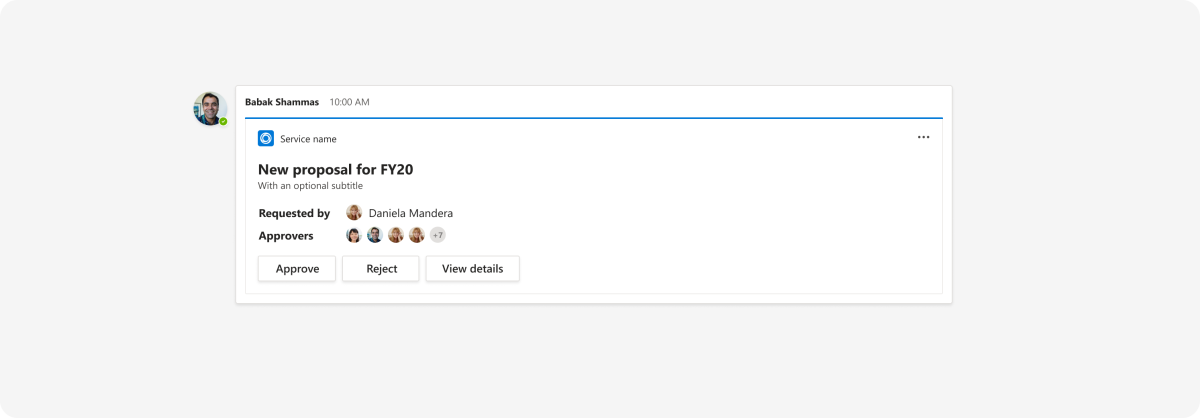 Babak Shammas 10:00 AM
Service name
New proposal for FY20
With an optional subtitle
Requested by Daniela Mandera
Approvers +7
Approve Reject View details